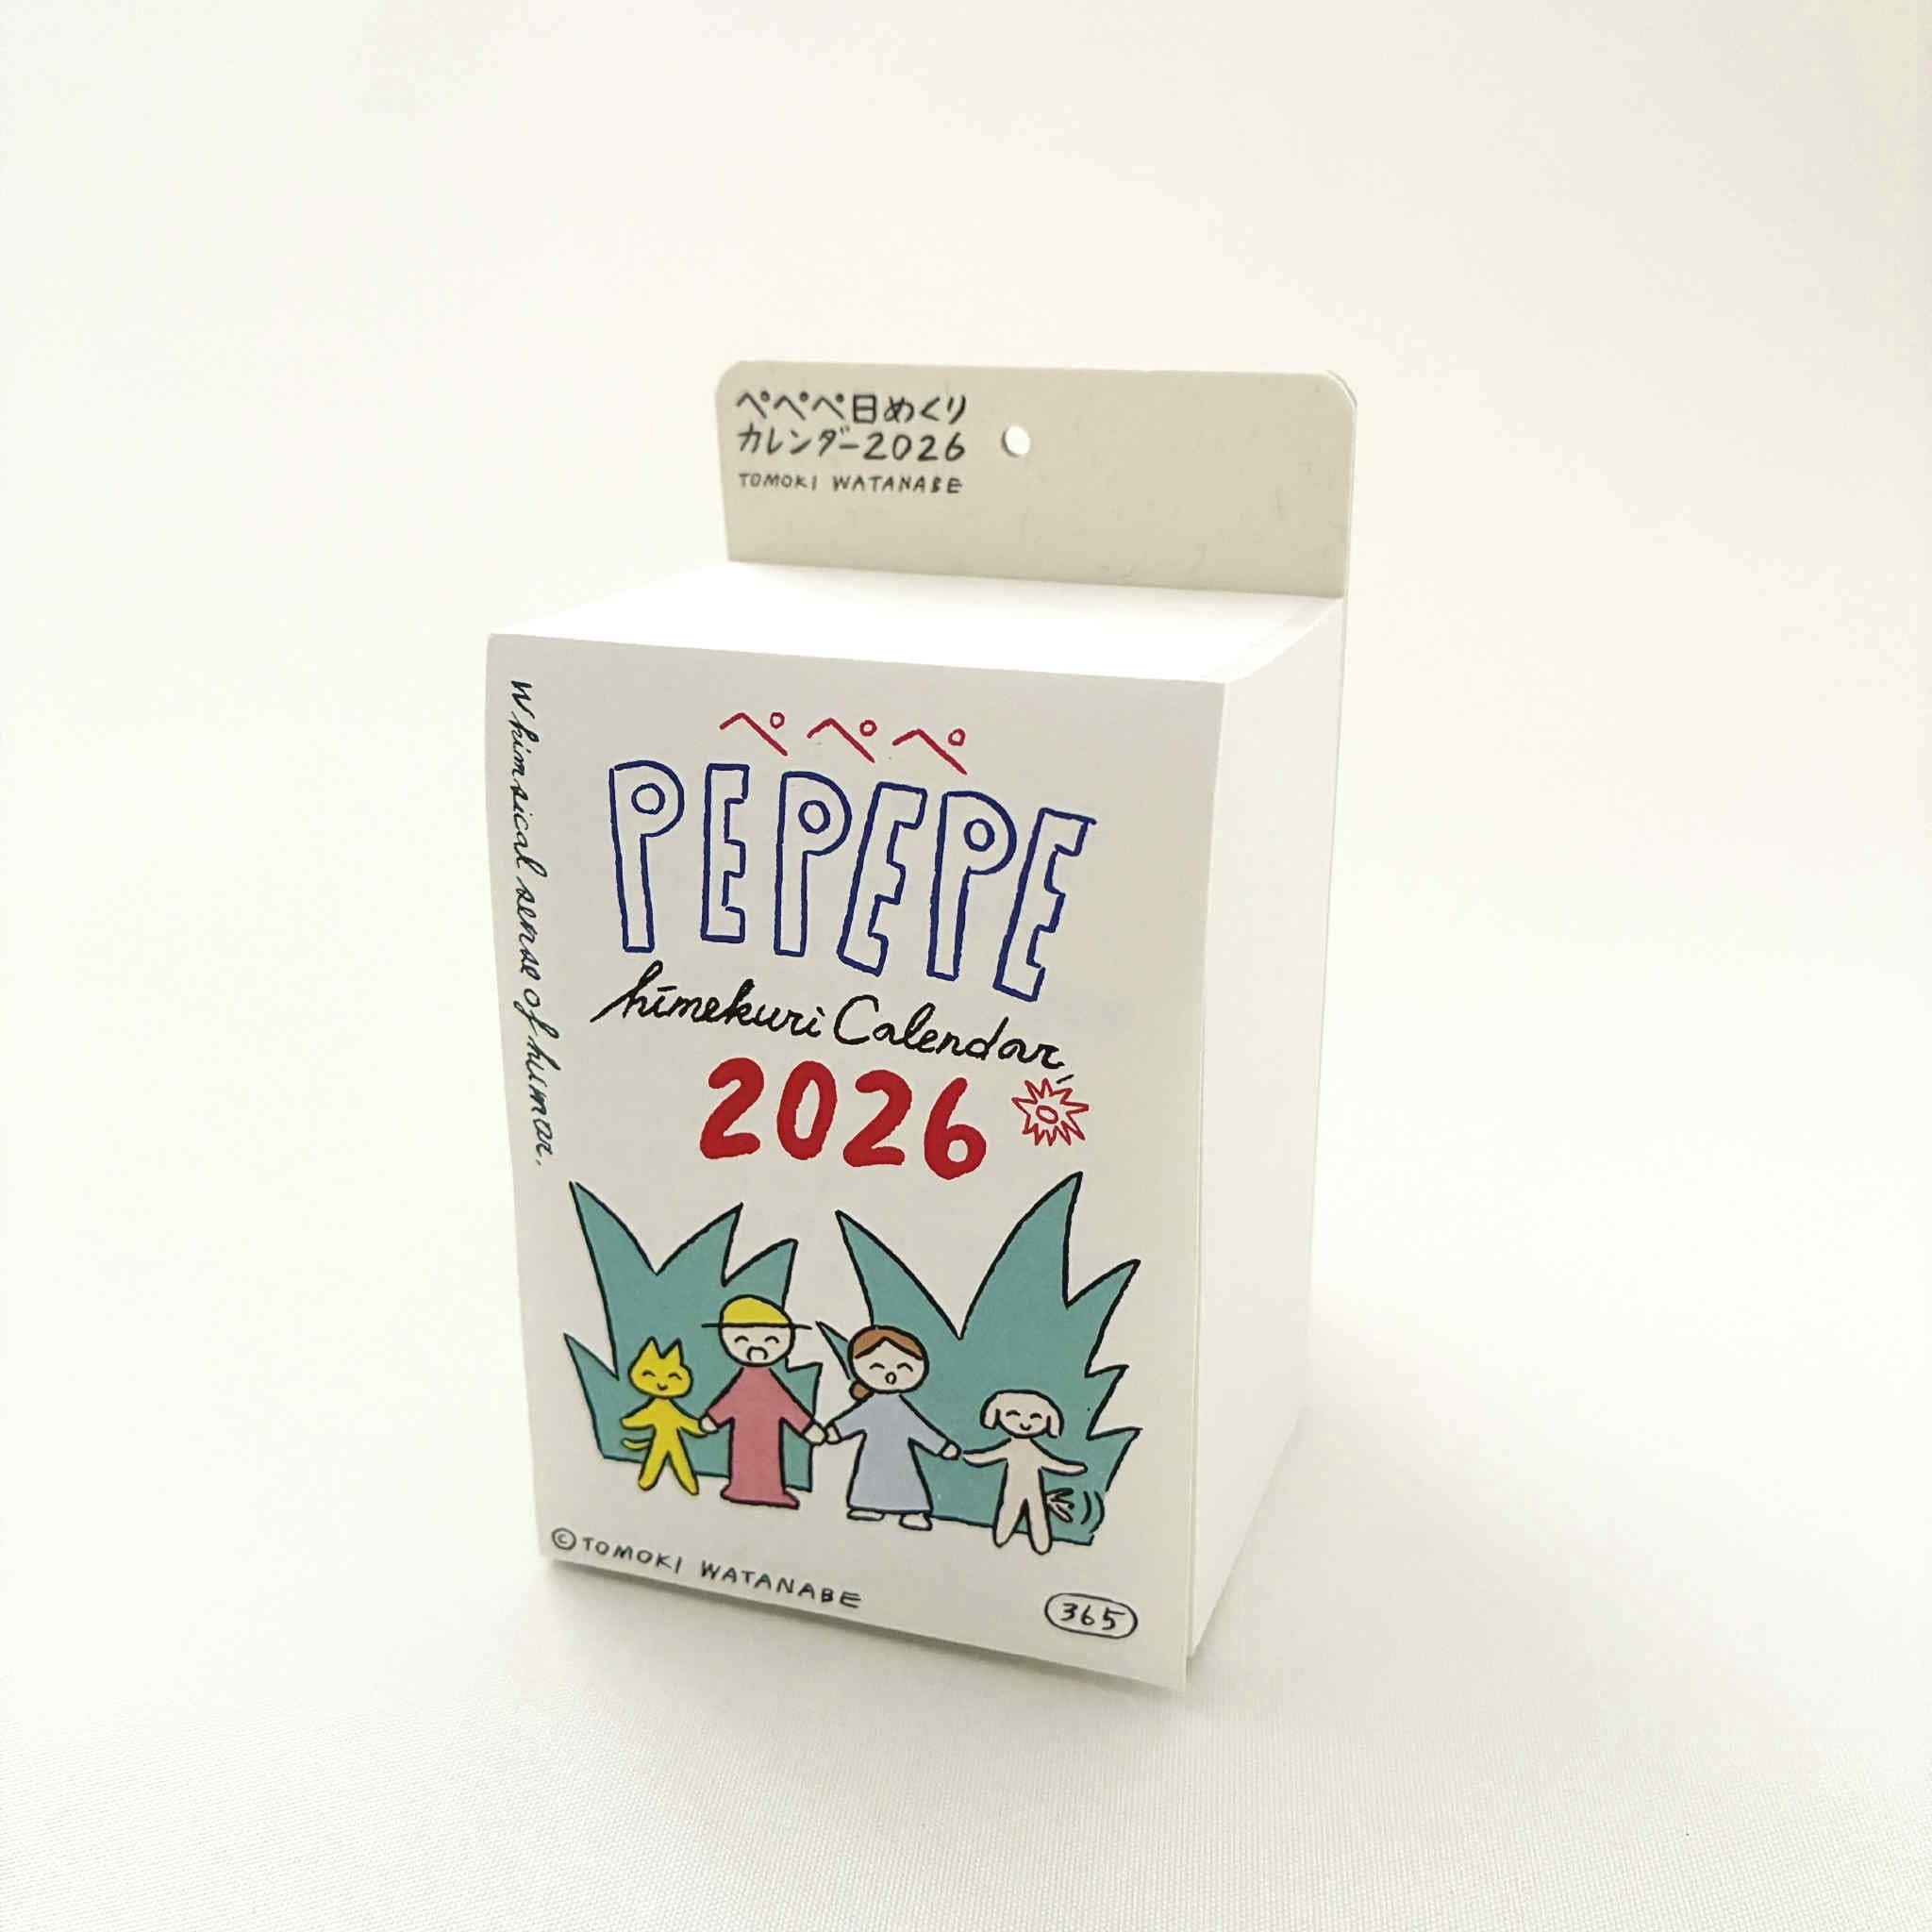 ぺぺぺ日めくり
カレンダー2026
TOMOKI WATANABE
Whimsical sense of humor.
ぺぺぺ
PEPEPE
himekuri Calendar
2026
©TOMOKI WATANABE
365